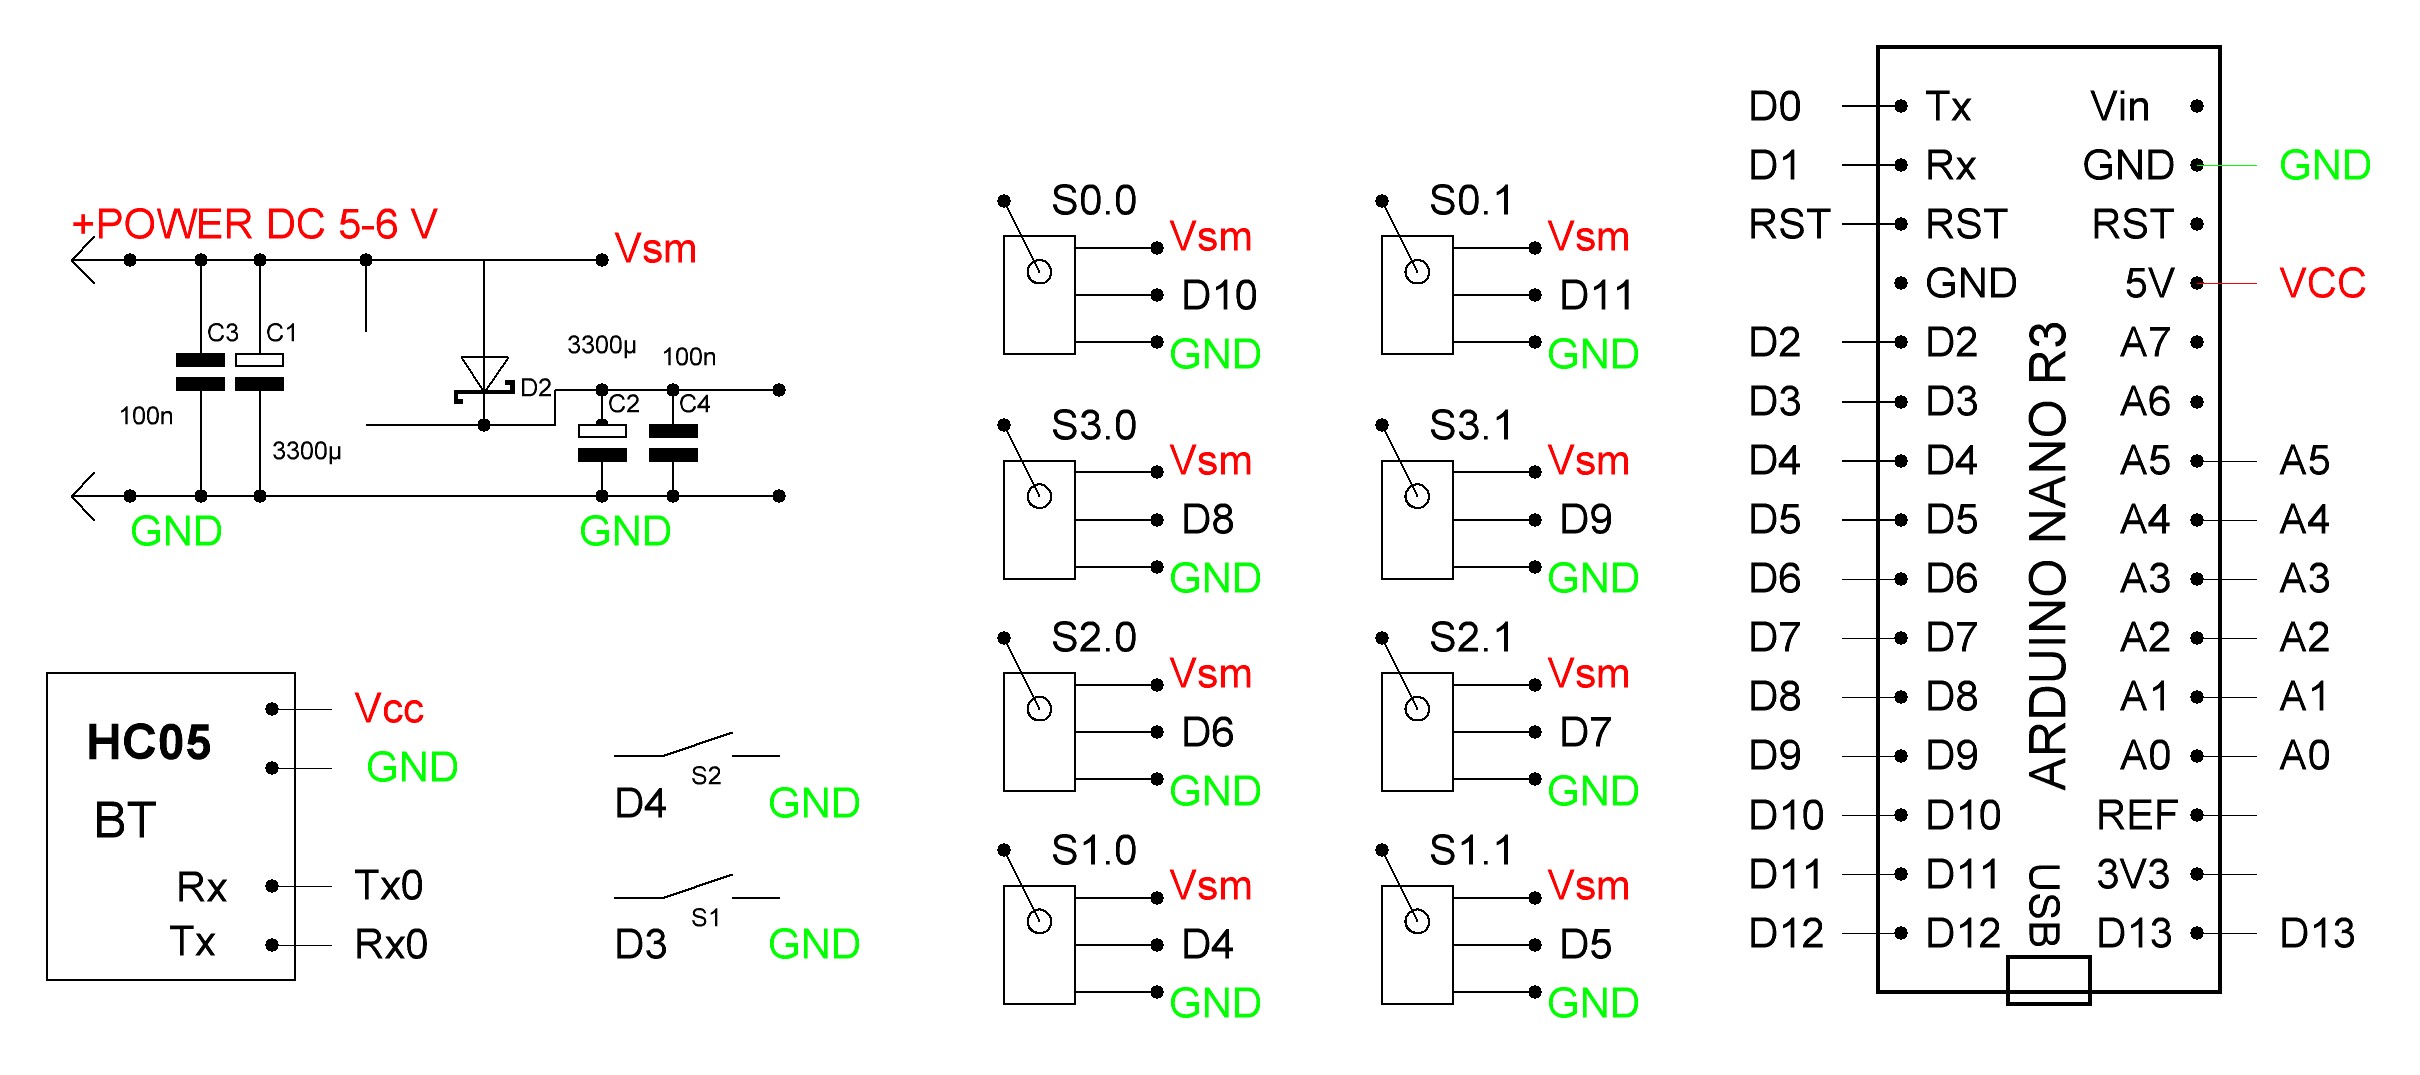 +POWER DC 5-6 V
Vsm
C3
C1
100n
3300µ
D2
3300µ
100n
C2
C4
GND
GND
HC05
BT
Rx
Tx
Vcc
GND
Tx0
Rx0
S2
D4
GND
S1
D3
GND
S0.0
Vsm
D10
GND
S0.1
Vsm
D11
GND
S3.0
Vsm
D8
GND
S3.1
Vsm
D9
GND
S2.0
Vsm
D6
GND
S2.1
Vsm
D7
GND
S1.0
Vsm
D4
GND
S1.1
Vsm
D5
GND
D0 Tx Vin
D1 Rx GND GND
RST RST RST
GND 5V VCC
D2 D2 A7
D3 D3 A6
D4 D4 A5 A5
D5 D5 A4 A4
D6 D6 A3 A3
D7 D7 A2 A2
D8 D8 A1 A1
D9 D9 A0 A0
D10 D10 REF
D11 D11 3V3
D12 D12 D13 D13
ARDUINO NANO R3
USB